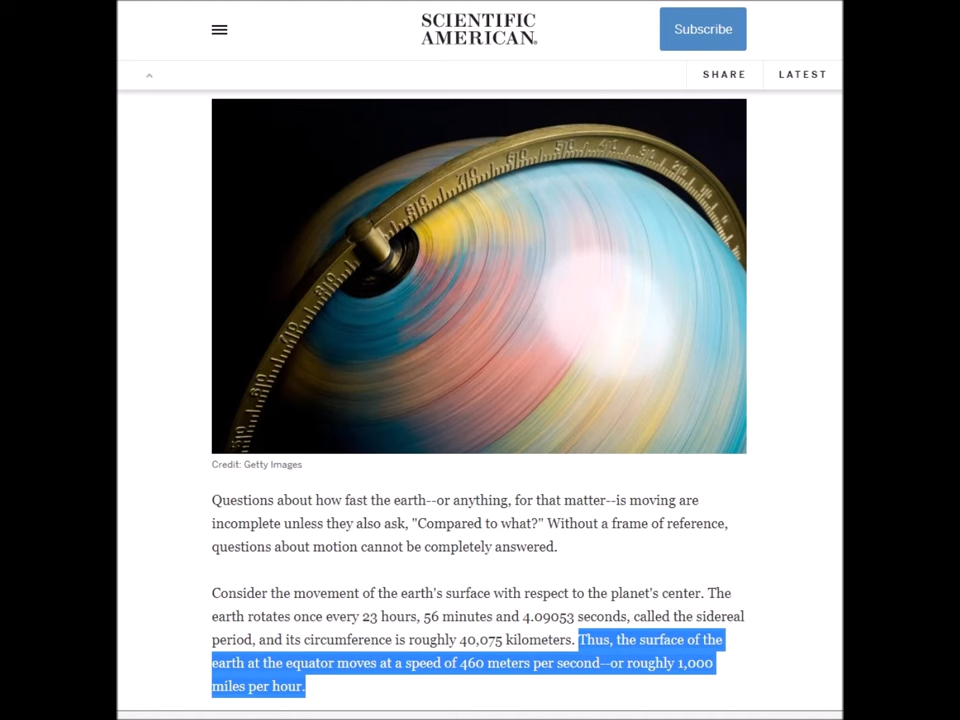 SCIENTIFIC
AMERICAN®
Subscribe
SHARE
LATEST
Credit: Getty Images
Questions about how fast the earth--or anything, for that matter--is moving are
incomplete unless they also ask, "Compared to what?" Without a frame of reference,
questions about motion cannot be completely answered.
Consider the movement of the earth's surface with respect to the planet's center. The
earth rotates once every 23 hours, 56 minutes and 4.09053 seconds, called the sidereal
period, and its circumference is roughly 40,075 kilometers. Thus, the surface of the
earth at the equator moves at a speed of 460 meters per second--or roughly 1,000
miles per hour.